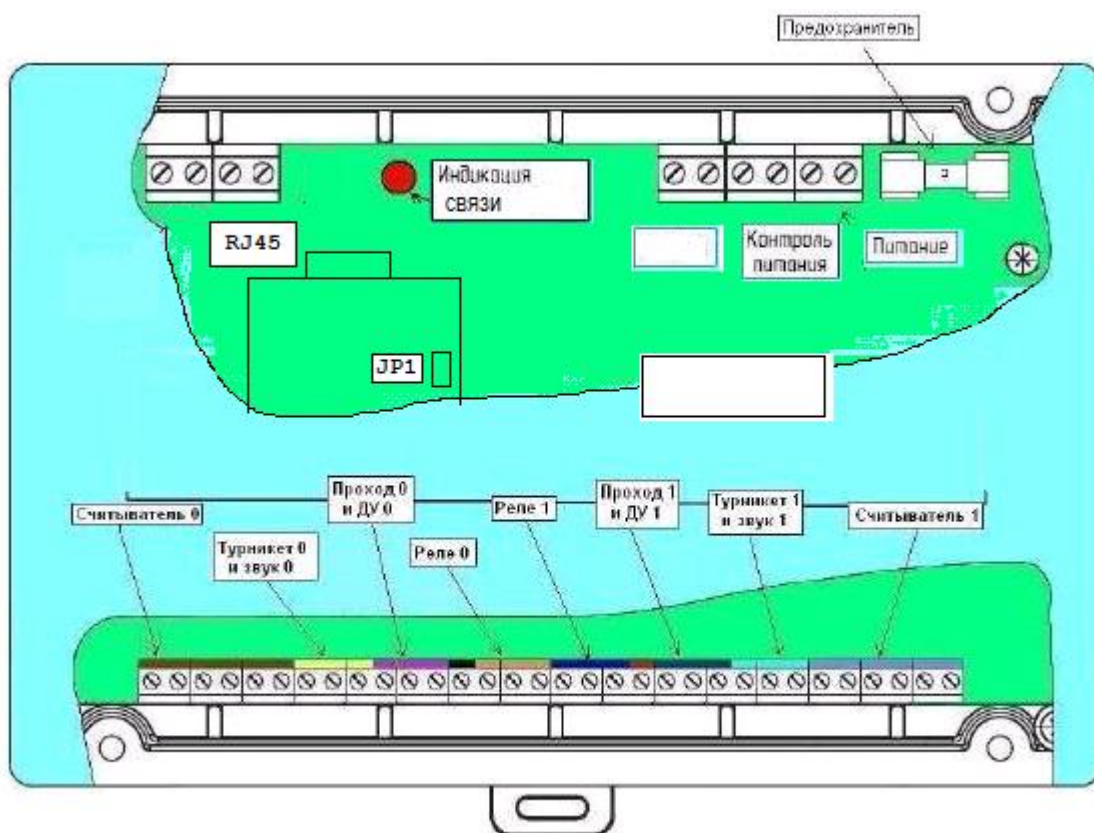 Предохранитель
Индикация
СВЯЗИ
RJ45
Контроль
питания
Питание
JP1
Считыватель 0
Турникет 0
и звук 0
Проход 0
и ДУ 0
Реле 0
Реле 1
Проход 1
и ДУ 1
Турникет 1
и звук 1
Считыватель 1